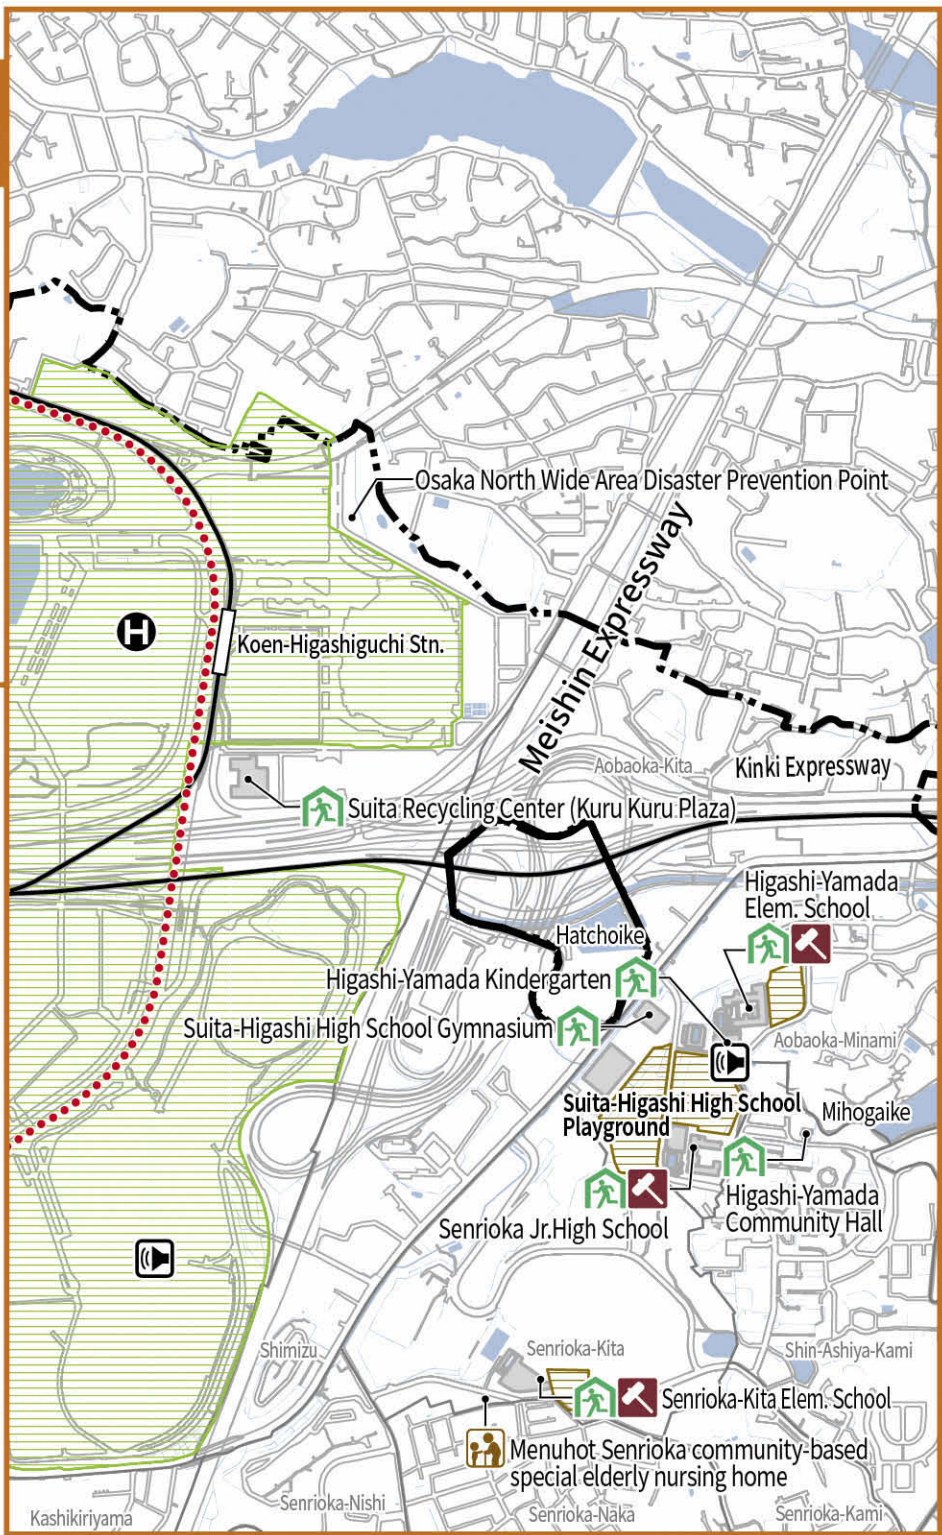 Osaka North Wide Area Disaster Prevention Point
Meishin Expressway
H
Koen-Higashiguchi Stn.
Aobaoka-Kita
Kinki Expressway
Suita Recycling Center (Kuru Kuru Plaza)
Higashi-Yamada
Elem. School
Hatchoike
Higashi-Yamada Kindergarten
Suita-Higashi High School Gymnasium
Aobaoka-Minami
Suita-Higashi High School
Playground
Mihogaike
Higashi-Yamada
Community Hall
Senrioka Jr.High School
Shimizu
Senrioka-Kita
Shin-Ashiya-Kami
Senrioka-Kita Elem. School
Menuhot Senrioka community-based
special elderly nursing home
Kashikiriyama
Senrioka-Nishi
Senrioka-Naka
Senrioka-Kami